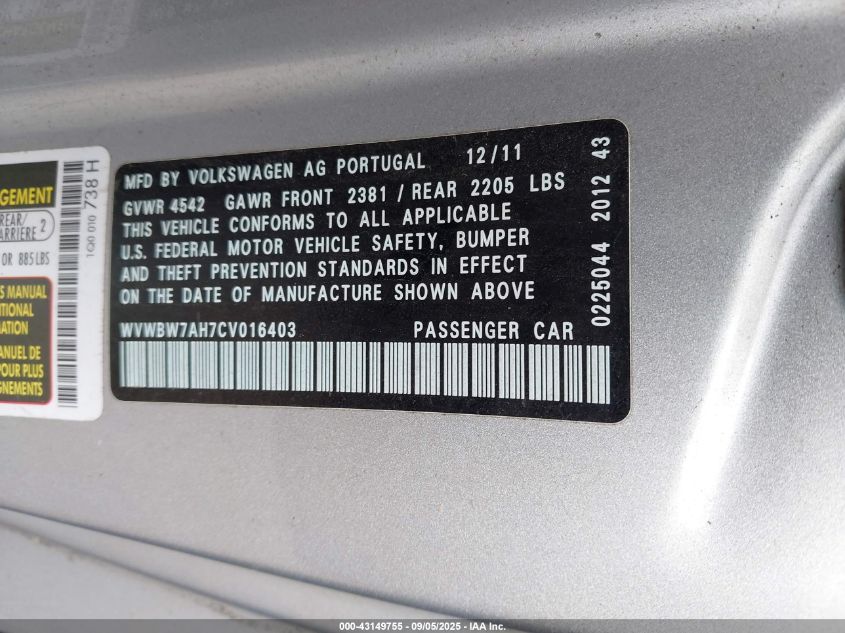 AGEMENT
REAR/
ARRIERE 2
OR 885 LBS
S MANUAL
TIONAL
MATION
ANUEL DE
POUR PLUS
GNEMENTS
1Q0 010 738 H
MFD BY VOLKSWAGEN AG PORTUGAL 12/11
GVWR 4542 GAWR FRONT 2381 / REAR 2205 LBS
THIS VEHICLE CONFORMS TO ALL APPLICABLE
U.S. FEDERAL MOTOR VEHICLE SAFETY, BUMPER
AND THEFT PREVENTION STANDARDS IN EFFECT
ON THE DATE OF MANUFACTURE SHOWN ABOVE
WVWBW7AH7CV016403 PASSENGER CAR
0225044 2012 43
000-43149755 - 09/05/2025 - IAA Inc.